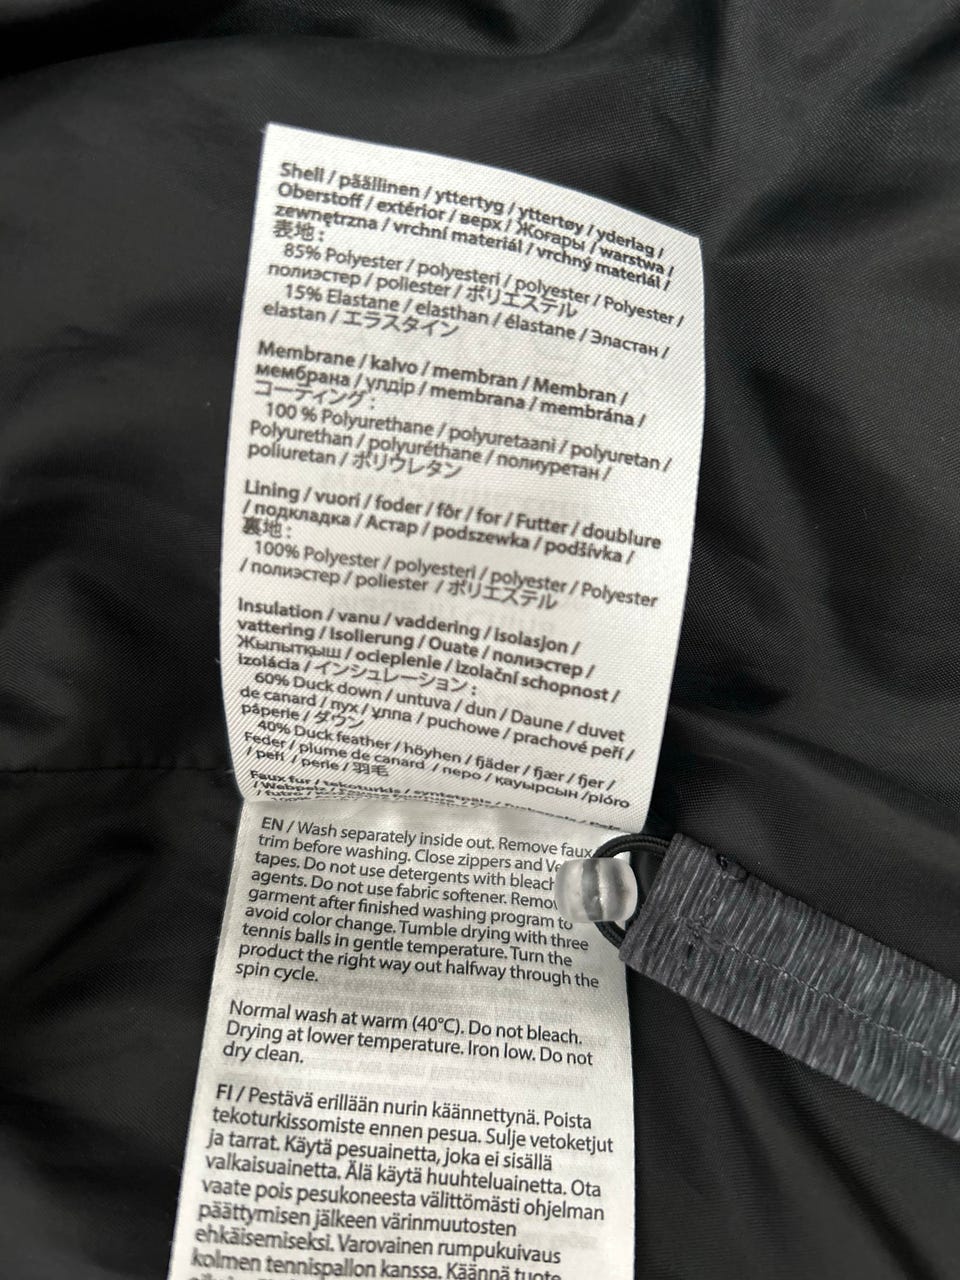 Shell / päällinen / yttertyg / yttertøy / yderlag /
Oberstoff / extérior / верх / Жоғары / warstwa /
zewnętrzna / vrchní materiál / vrchný materiál /
表地 :
85% Polyester / polyesteri / polyester / Polyester /
полиэстер / poliester / ポリエステル
15% Elastane / elasthan / élastane / Эластан /
elastan / エラスタイン
Membrane / kalvo / membran / Membran /
мембрана / үлдір / membrana / membrána /
コーティング :
100 % Polyurethane / polyuretaani / polyuretan /
Polyurethan / polyuréthane / полиуретан /
poliuretan / ポリウレタン
Lining / vuori / foder / fôr / for / Futter / doublure
/ подкладка / Астар / podszewka / podšívka /
裏地 :
100% Polyester / polyesteri / polyester / Polyester
/ полиэстер / poliester / ポリエステル
Insulation / vanu / vaddering / isolasjon /
vattering / Isolierung / Ouate / полиэстер /
Жылытқыш / ocieplenie / izolační schopnost /
izolácia / インシュレーション :
60% Duck down / untuva / dun / Daune / duvet
de canard / пух / ұлпа / puchowe / prachové peří /
páperie / ダウン
40% Duck feather / höyhen / fjäder / fjær / fjer /
Feder / plume de canard / перо / қауырсын /pióro
/ peří / perie / 羽毛
Faux fur / tekoturkis /
/ Webpelz /
EN / Wash separately inside out. Remove faux
trim before washing. Close zippers and
tapes. Do not use detergents with bleach
agents. Do not use fabric softener.
garment after finished washing program to
avoid color change. Tumble drying with three
tennis balls in gentle temperature. Turn the
product the right way out halfway through the
spin cycle.
Normal wash at warm (40°C). Do not bleach.
Drying at lower temperature. Iron low. Do not
dry clean.
FI / Pestävä erillään nurin käännettynä. Poista
tekoturkissomiste ennen pesua. Sulje vetoketjut
ja tarrat. Käytä pesuainetta, joka ei sisällä
valkaisuainetta. Älä käytä huuhteluainetta. Ota
vaate pois pesukoneesta välittömästi ohjelman
päättymisen jälkeen värinmuutosten
ehkäisemiseksi. Varovainen rumpukuivaus
kolmen tennispallon kanssa. Käännä tuote